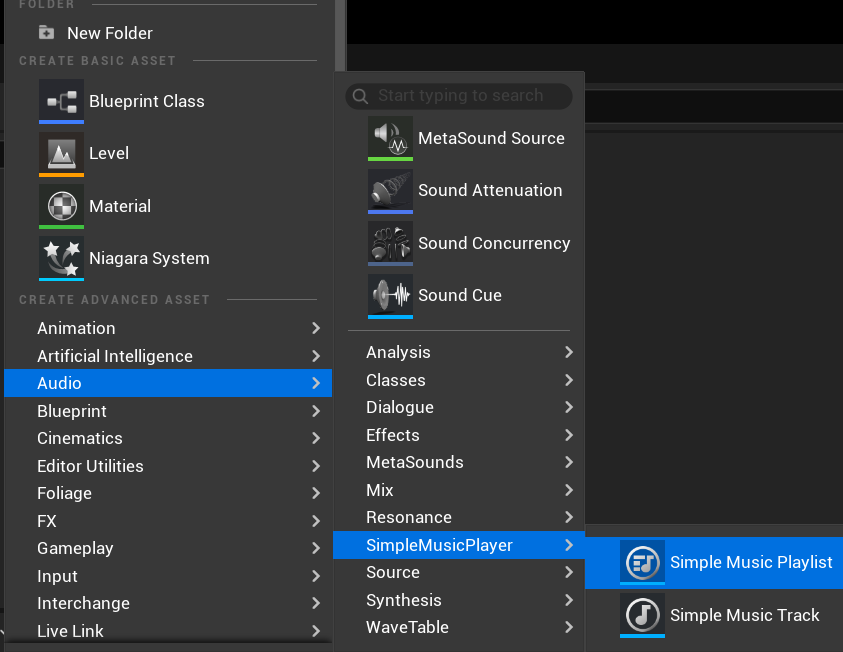 FOLDER
New Folder
CREATE BASIC ASSET
Blueprint Class
Level
Material
Niagara System
CREATE ADVANCED ASSET
Animation
Artificial Intelligence
Audio
Blueprint
Cinematics
Editor Utilities
Foliage
FX
Gameplay
Input
Interchange
Live Link
Start typing to search
MetaSound Source
Sound Attenuation
Sound Concurrency
Sound Cue
Analysis
Classes
Dialogue
Effects
MetaSounds
Mix
Resonance
SimpleMusicPlayer
Source
Synthesis
WaveTable
Simple Music Playlist
Simple Music Track